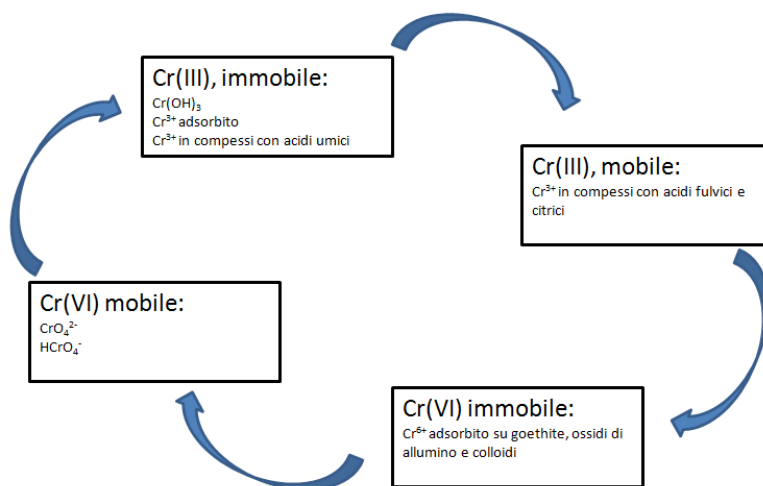 Cr(III), immobile:
Cr(OH)₃
Cr³⁺ adsorbito
Cr³⁺ in compessi con acidi umici
Cr(III), mobile:
Cr³⁺ in compessi con acidi fulvici e
citrici
Cr(VI) mobile:
CrO₄²⁻
HCrO₄⁻
Cr(VI) immobile:
Cr⁶⁺ adsorbito su goethite, ossidi di
allumino e colloidi